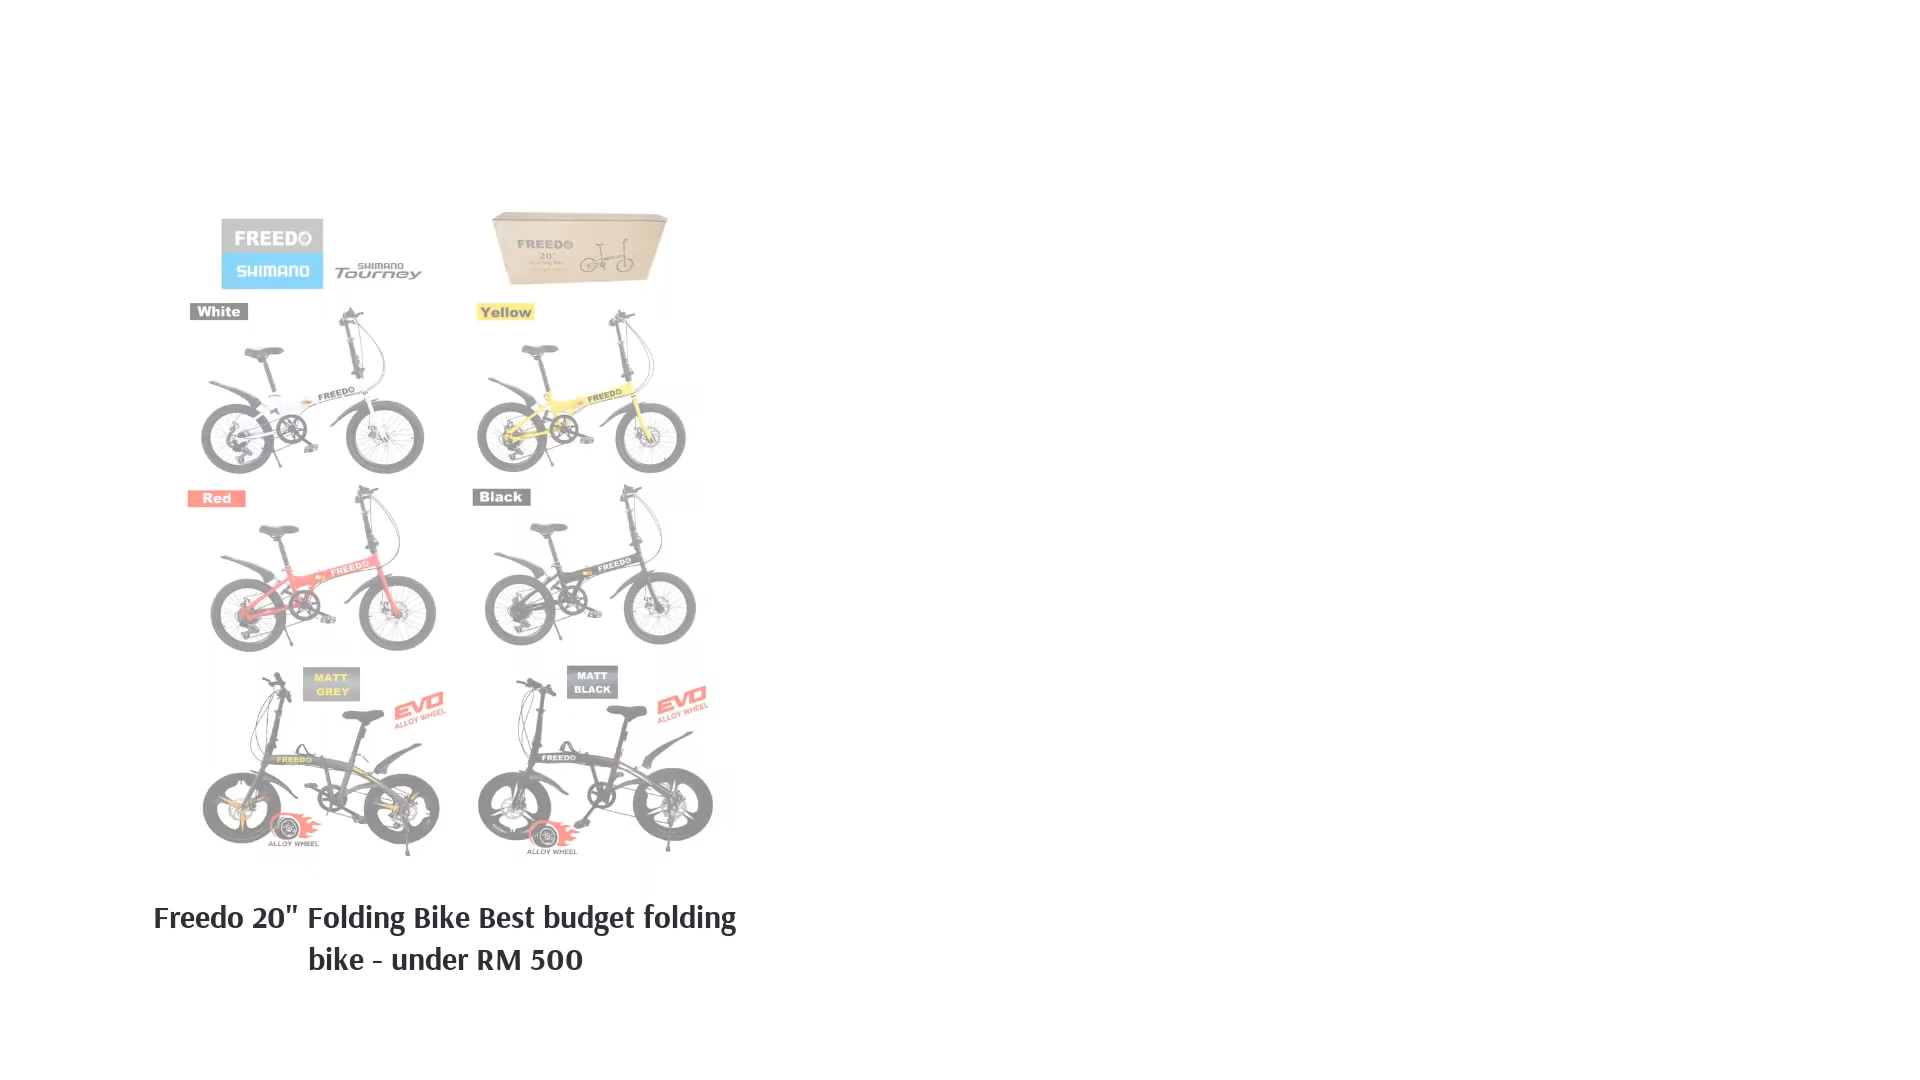 FREEDO
SHIMANO
SHIMANO
Tourney
FREEDO
20"
White
Yellow
FREEDO
FREEDO
Red
Black
FREEDO
FREEDO
MATT
GREY
EVO
ALLOY WHEEL
MATT
BLACK
EVO
ALLOY WHEEL
FREEDO
FREEDO
ALLOY WHEEL
ALLOY WHEEL
Freedo 20" Folding Bike Best budget folding
bike - under RM 500